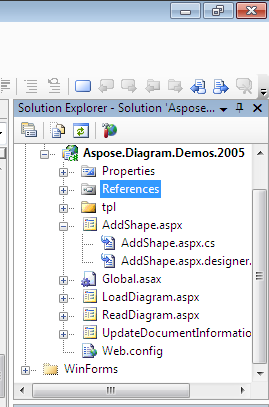 Solution Explorer - Solution 'Aspose...
Aspose.Diagram.Demos.2005
Properties
References
tpl
AddShape.aspx
AddShape.aspx.cs
AddShape.aspx.designer.
Global.asax
LoadDiagram.aspx
ReadDiagram.aspx
UpdateDocumentInformatio
Web.config
WinForms